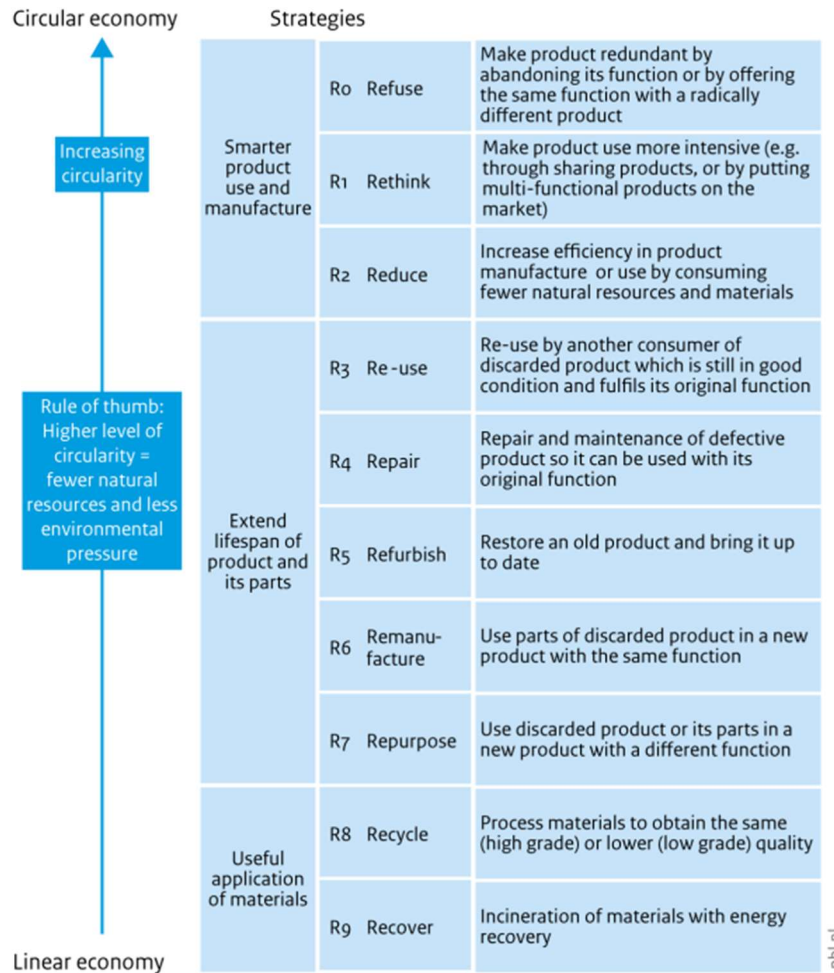 Circular economy
Strategies
Increasing
circularity
Rule of thumb:
Higher level of
circularity =
fewer natural
resources and less
environmental
pressure
Linear economy
Smarter
product
use and
manufacture
R0 Refuse
Make product redundant by
abandoning its function or by offering
the same function with a radically
different product
R1 Rethink
Make product use more intensive (e.g.
through sharing products, or by putting
multi-functional products on the
market)
R2 Reduce
Increase efficiency in product
manufacture or use by consuming
fewer natural resources and materials
Extend
lifespan of
product and
its parts
R3 Re-use
Re-use by another consumer of
discarded product which is still in good
condition and fulfils its original function
R4 Repair
Repair and maintenance of defective
product so it can be used with its
original function
R5 Refurbish
Restore an old product and bring it up
to date
R6 Remanu-
facture
Use parts of discarded product in a new
product with the same function
R7 Repurpose
Use discarded product or its parts in a
new product with a different function
Useful
application
of materials
R8 Recycle
Process materials to obtain the same
(high grade) or lower (low grade) quality
R9 Recover
Incineration of materials with energy
recovery